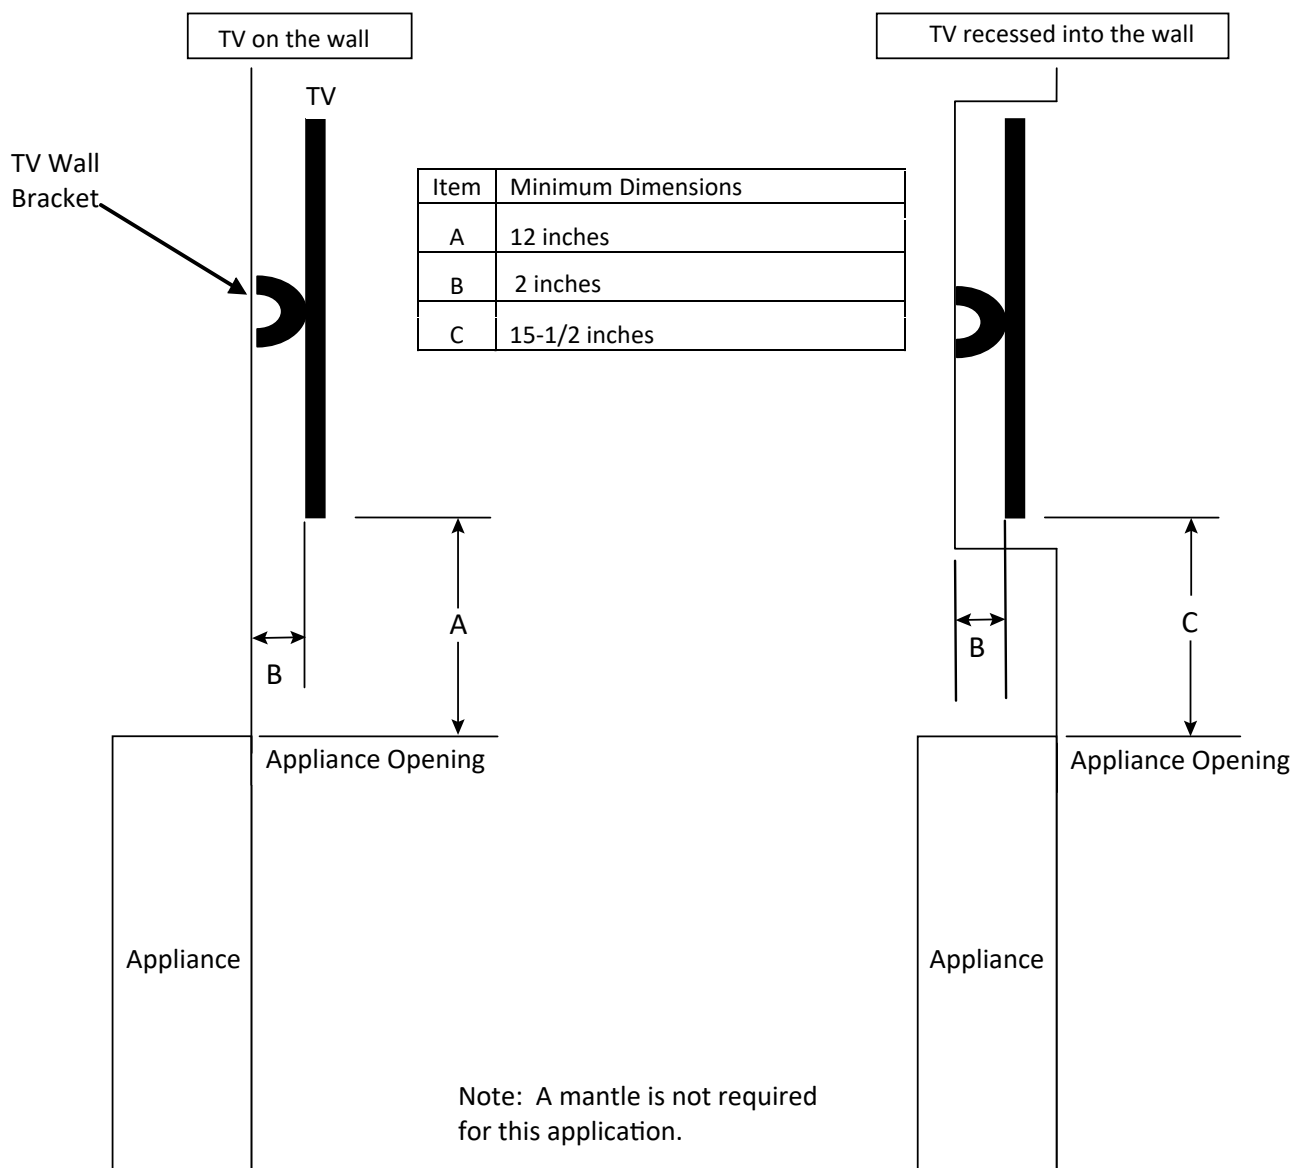 TV on the wall
TV recessed into the wall
TV
TV Wall
Bracket
Item Minimum Dimensions
A 12 inches
B 2 inches
C 15-1/2 inches
A
B
C
B
Appliance Opening
Appliance Opening
Appliance
Appliance
Note: A mantle is not required
for this application.